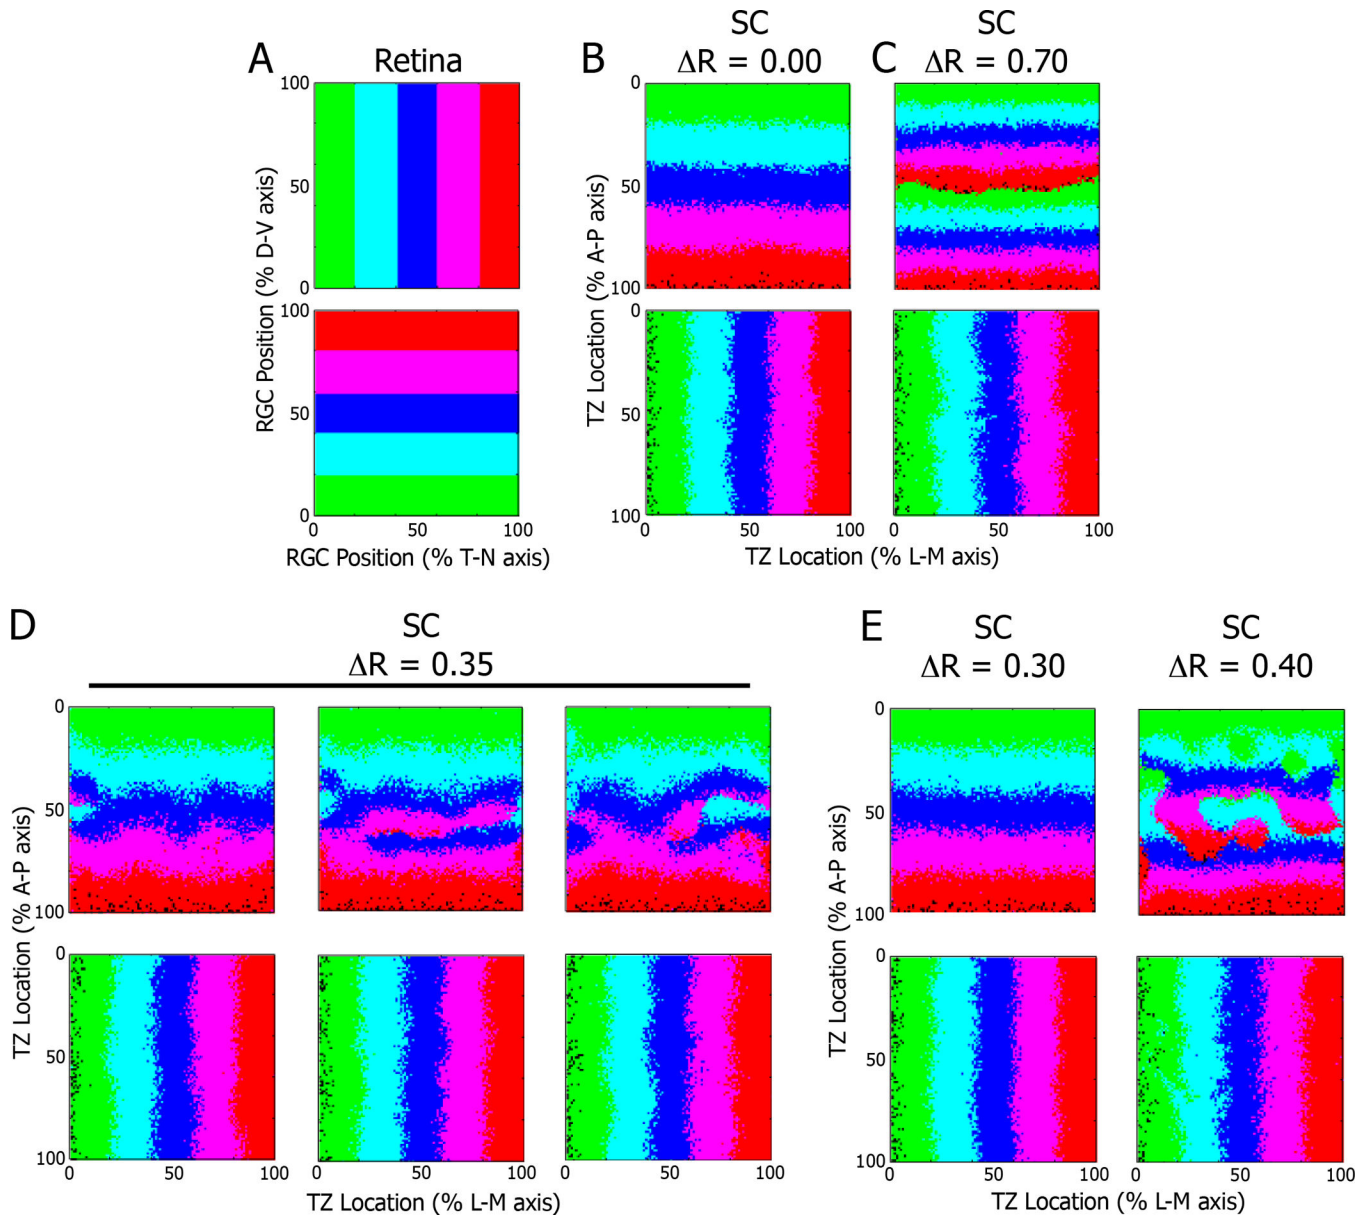 A
Retina
100
50
0
RGC Position (% D-V axis)
100
50
0
0 50 100
RGC Position (% T-N axis)
B
SC
ΔR = 0.00
C
SC
ΔR = 0.70
0
50
100
TZ Location (% A-P axis)
0
50
100
0 50 100
0 50 100
TZ Location (% L-M axis)
D
SC
ΔR = 0.35
0
50
100
TZ Location (% A-P axis)
0
50
100
0 50 100
0 50 100
0 50 100
TZ Location (% L-M axis)
E
SC
ΔR = 0.30
SC
ΔR = 0.40
0
50
100
TZ Location (% A-P axis)
0
50
100
0 50 100
0 50 100
TZ Location (% L-M axis)